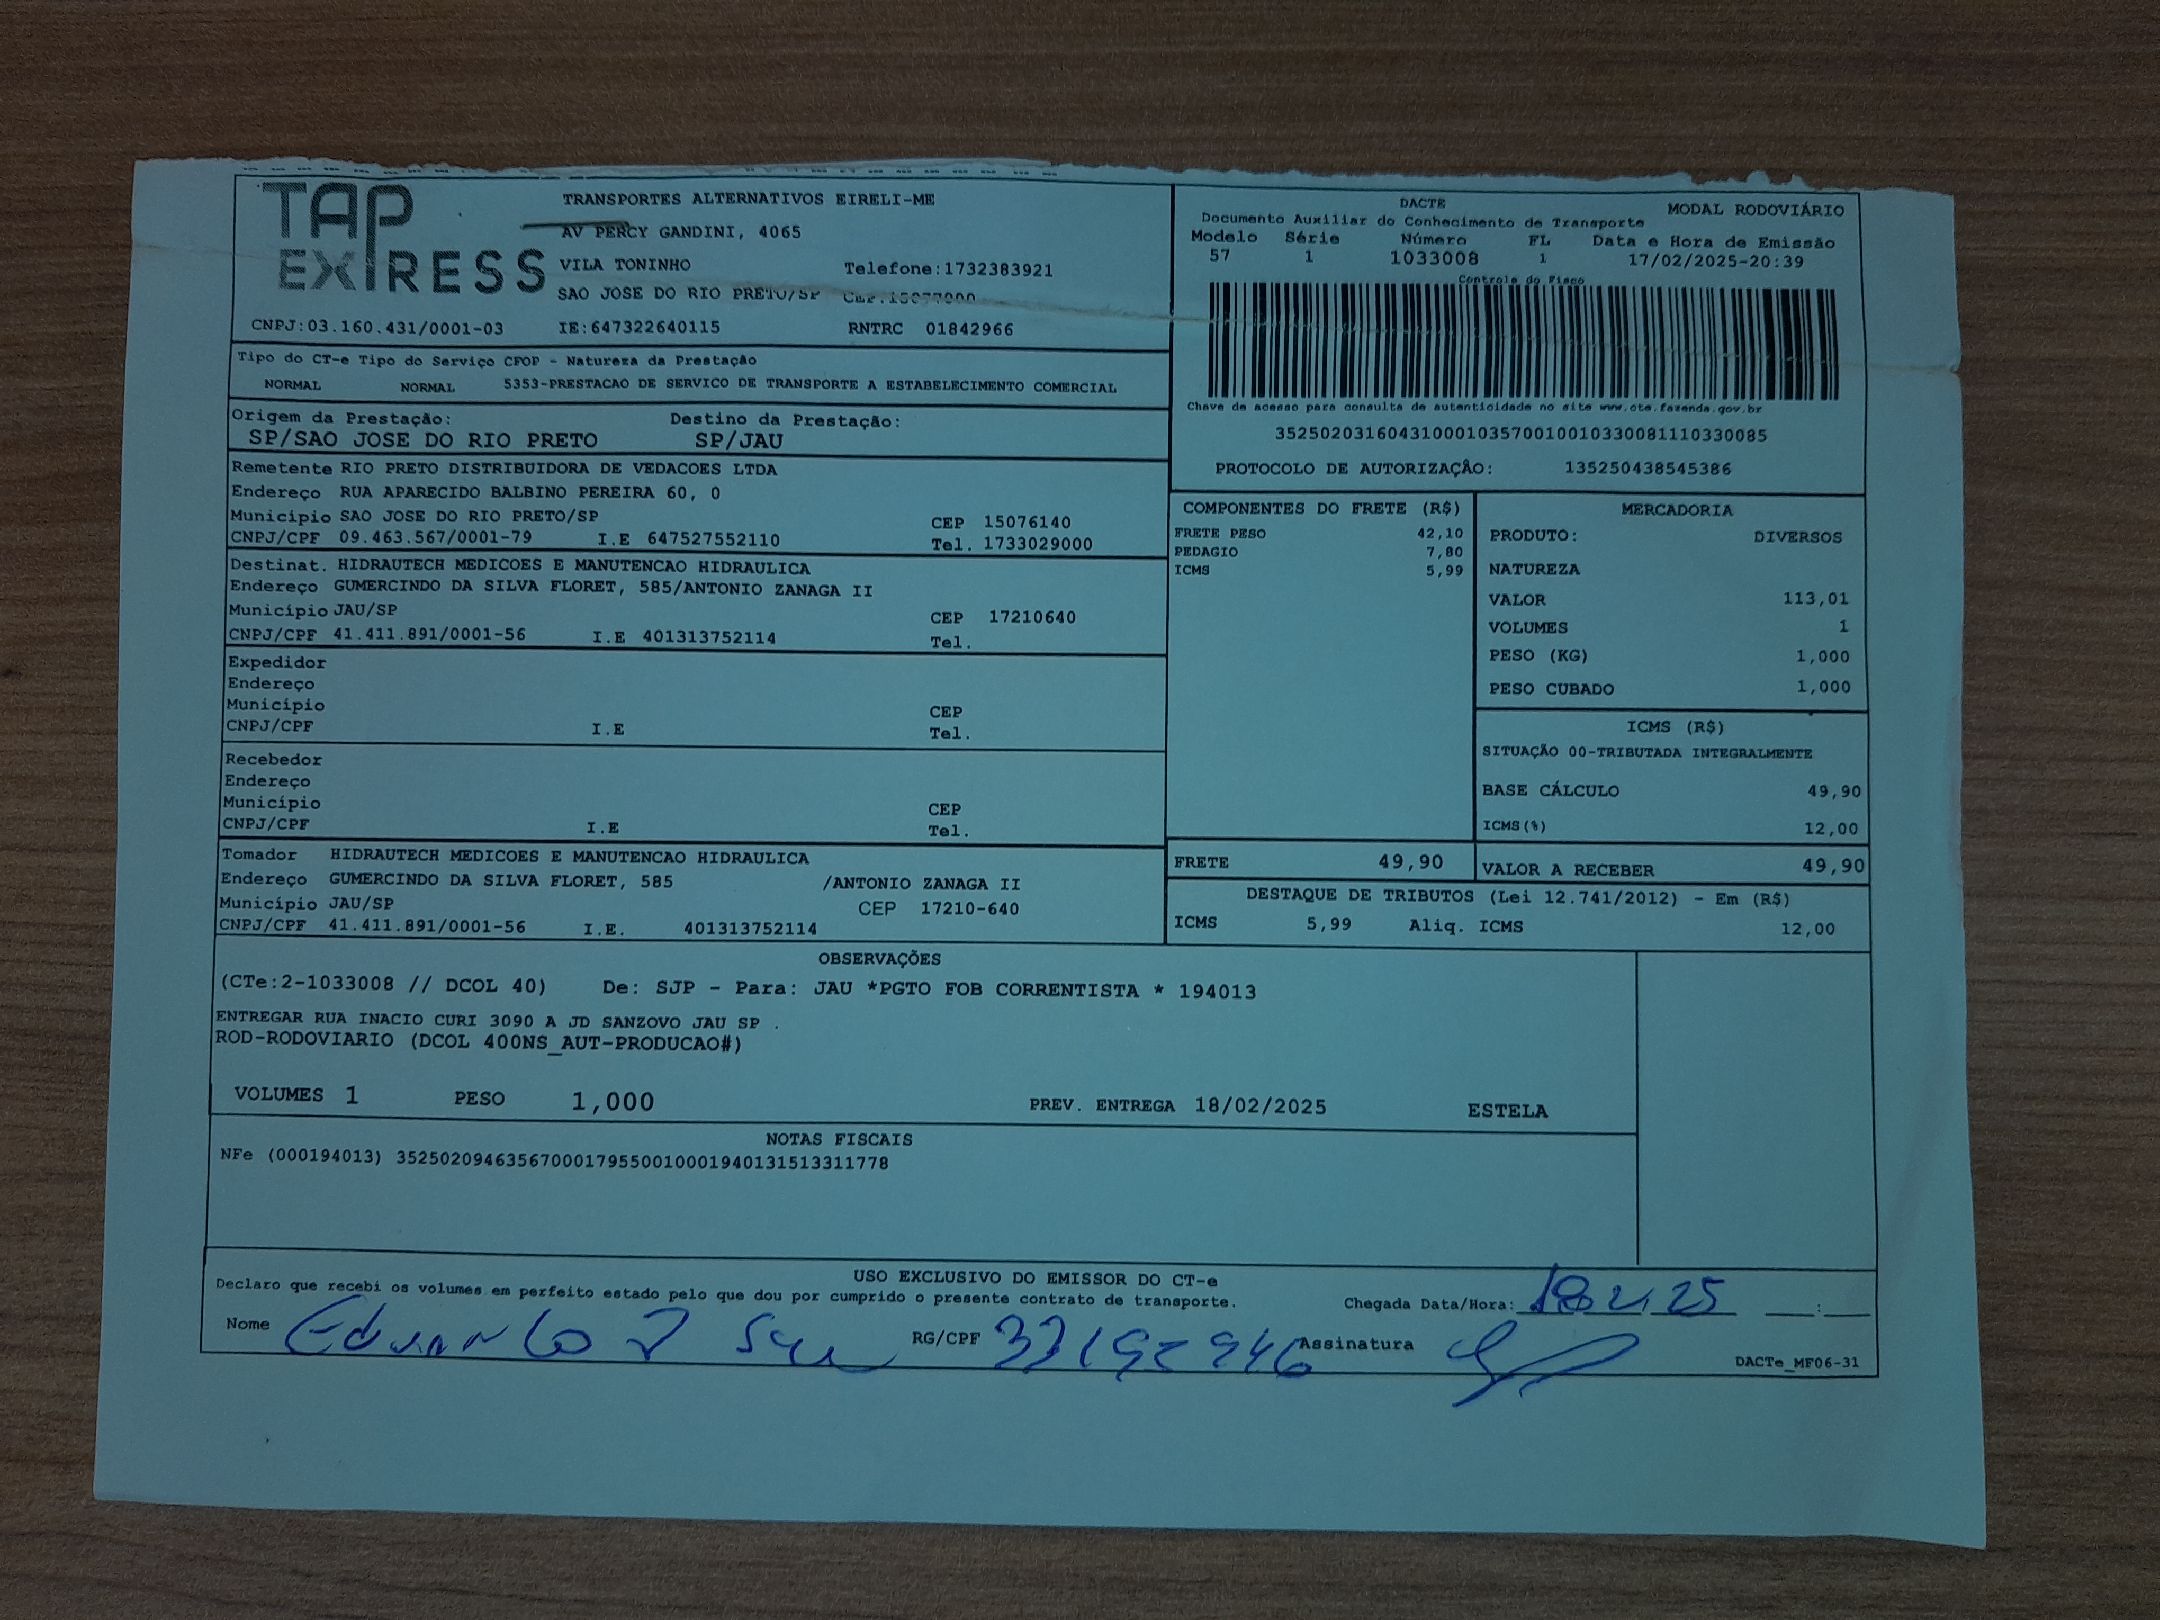 TAP
EXPRESS
TRANSPORTES ALTERNATIVOS EIRELI-ME
AV PERCY GANDINI, 4065
VILA TONINHO Telefone:1732383921
SAO JOSE DO RIO PRETO/SP
CNPJ:03.160.431/0001-03 IE:647322640115 RNTRC 01842966
DACTE MODAL RODOVIÁRIO
Documento Auxiliar do Conhecimento de Transporte
Modelo Série Número FL Data e Hora de Emissão
57 1 1033008 1 17/02/2025-20:39
Controle do Fisco
Chave de acesso para consulta de autenticidade no site www.cte.fazenda.gov.br
35250203160431000103570010010330081110330085
PROTOCOLO DE AUTORIZAÇÃO: 135250438545386
Tipo do CT-e Tipo do Serviço CFOP - Natureza da Prestação
NORMAL NORMAL 5353-PRESTACAO DE SERVICO DE TRANSPORTE A ESTABELECIMENTO COMERCIAL
Origem da Prestação: Destino da Prestação:
SP/SAO JOSE DO RIO PRETO SP/JAU
Remetente RIO PRETO DISTRIBUIDORA DE VEDACOES LTDA
Endereço RUA APARECIDO BALBINO PEREIRA 60, 0
Município SAO JOSE DO RIO PRETO/SP CEP 15076140
CNPJ/CPF 09.463.567/0001-79 I.E 647527552110 Tel. 1733029000
Destinat. HIDRAUTECH MEDICOES E MANUTENCAO HIDRAULICA
Endereço GUMERCINDO DA SILVA FLORET, 585/ANTONIO ZANAGA II
Município JAU/SP CEP 17210640
CNPJ/CPF 41.411.891/0001-56 I.E 401313752114 Tel.
Expedidor
Endereço
Município CEP
CNPJ/CPF I.E Tel.
Recebedor
Endereço
Município CEP
CNPJ/CPF I.E Tel.
Tomador HIDRAUTECH MEDICOES E MANUTENCAO HIDRAULICA
Endereço GUMERCINDO DA SILVA FLORET, 585 /ANTONIO ZANAGA II
Município JAU/SP CEP 17210-640
CNPJ/CPF 41.411.891/0001-56 I.E. 401313752114
COMPONENTES DO FRETE (R$)
FRETE PESO 42,10
PEDAGIO 7,80
ICMS 5,99
MERCADORIA
PRODUTO: DIVERSOS
NATUREZA
VALOR 113,01
VOLUMES 1
PESO (KG) 1,000
PESO CUBADO 1,000
ICMS (R$)
SITUAÇÃO 00-TRIBUTADA INTEGRALMENTE
BASE CÁLCULO 49,90
ICMS(%) 12,00
FRETE 49,90 VALOR A RECEBER 49,90
DESTAQUE DE TRIBUTOS (Lei 12.741/2012) - Em (R$)
ICMS 5,99 Aliq. ICMS 12,00
OBSERVAÇÕES
(CTe:2-1033008 // DCOL 40) De: SJP - Para: JAU *PGTO FOB CORRENTISTA * 194013
ENTREGAR RUA INACIO CURI 3090 A JD SANZOVO JAU SP .
ROD-RODOVIARIO (DCOL 400NS_AUT-PRODUCAO#)
VOLUMES 1 PESO 1,000 PREV. ENTREGA 18/02/2025 ESTELA
NOTAS FISCAIS
NFe (000194013) 35250209463567000179550010001940131513311778
USO EXCLUSIVO DO EMISSOR DO CT-e
Declaro que recebi os volumes em perfeito estado pelo que dou por cumprido o presente contrato de transporte. Chegada Data/Hora: 18 2 25 __:__
Nome Eduardo RG/CPF Assinatura
DACTe_MF06-31